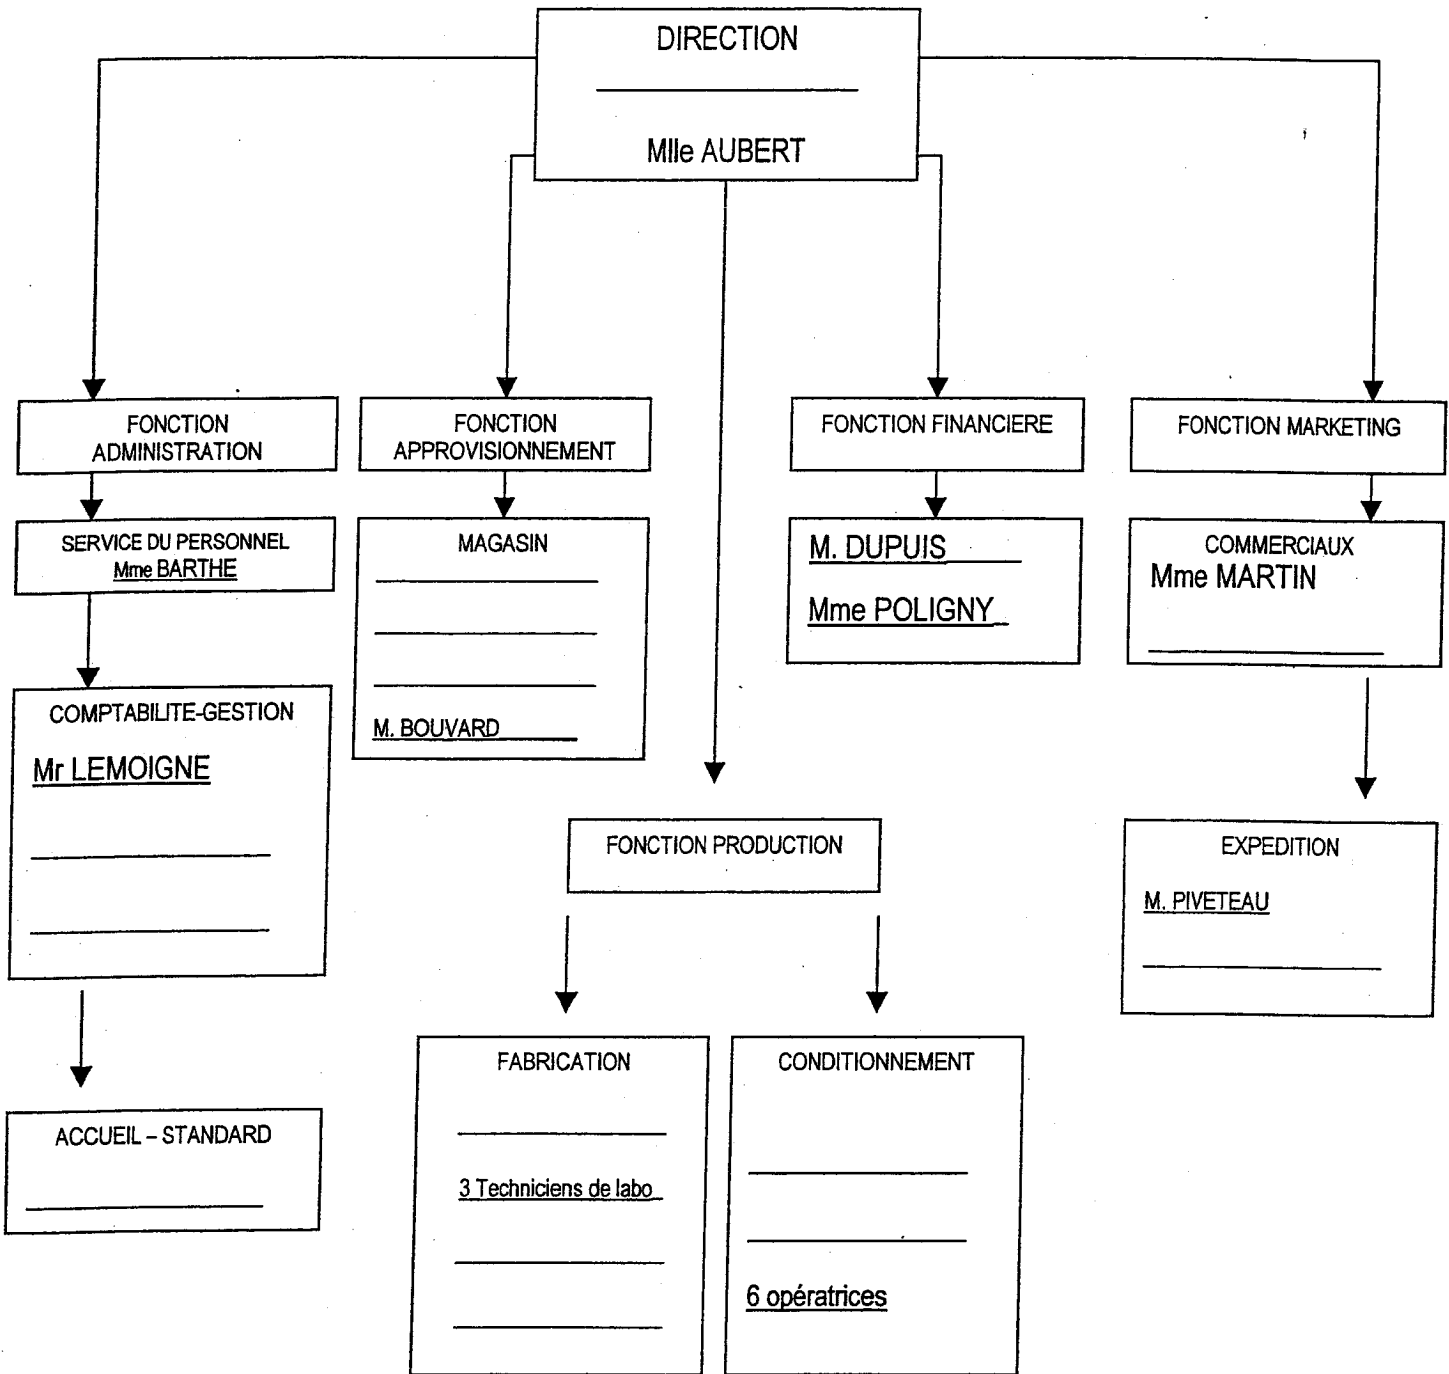 DIRECTION
Mlle AUBERT
FONCTION
ADMINISTRATION
FONCTION
APPROVISIONNEMENT
FONCTION FINANCIERE
FONCTION MARKETING
SERVICE DU PERSONNEL
Mme BARTHE
MAGASIN
M. BOUVARD
M. DUPUIS
Mme POLIGNY
COMMERCIAUX
Mme MARTIN
COMPTABILITE-GESTION
Mr LEMOIGNE
FONCTION PRODUCTION
EXPEDITION
M. PIVETEAU
FABRICATION
3 Techniciens de labo
CONDITIONNEMENT
6 opératrices
ACCUEIL – STANDARD